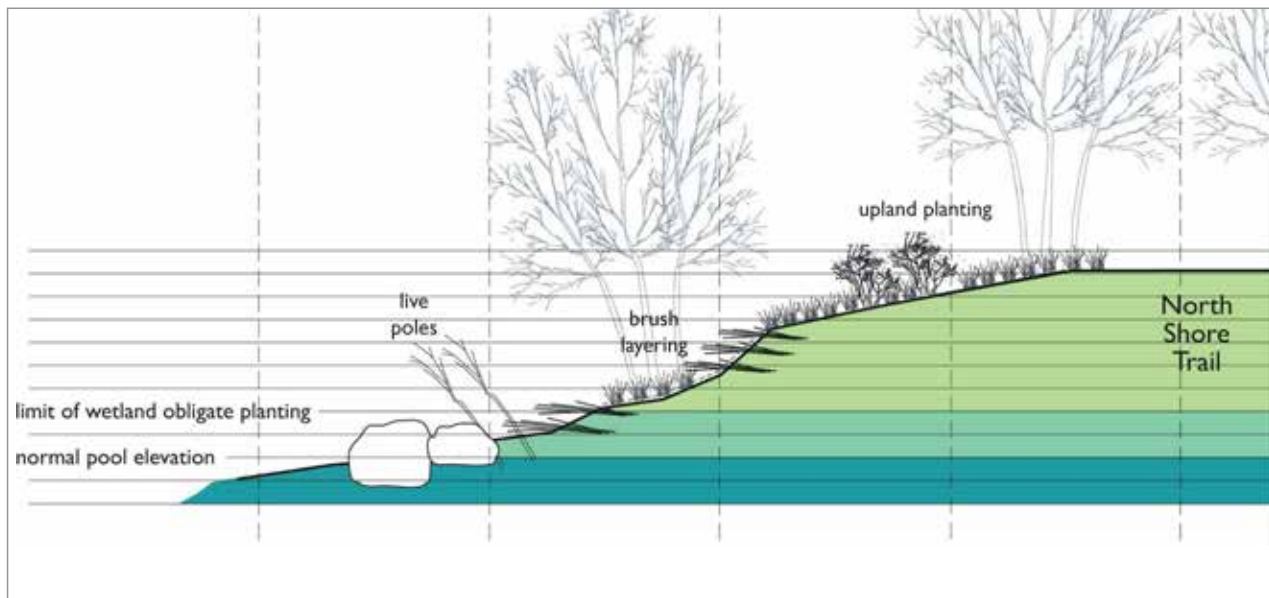 upland planting
live
poles
brush
layering
North
Shore
Trail
limit of wetland obligate planting
normal pool elevation